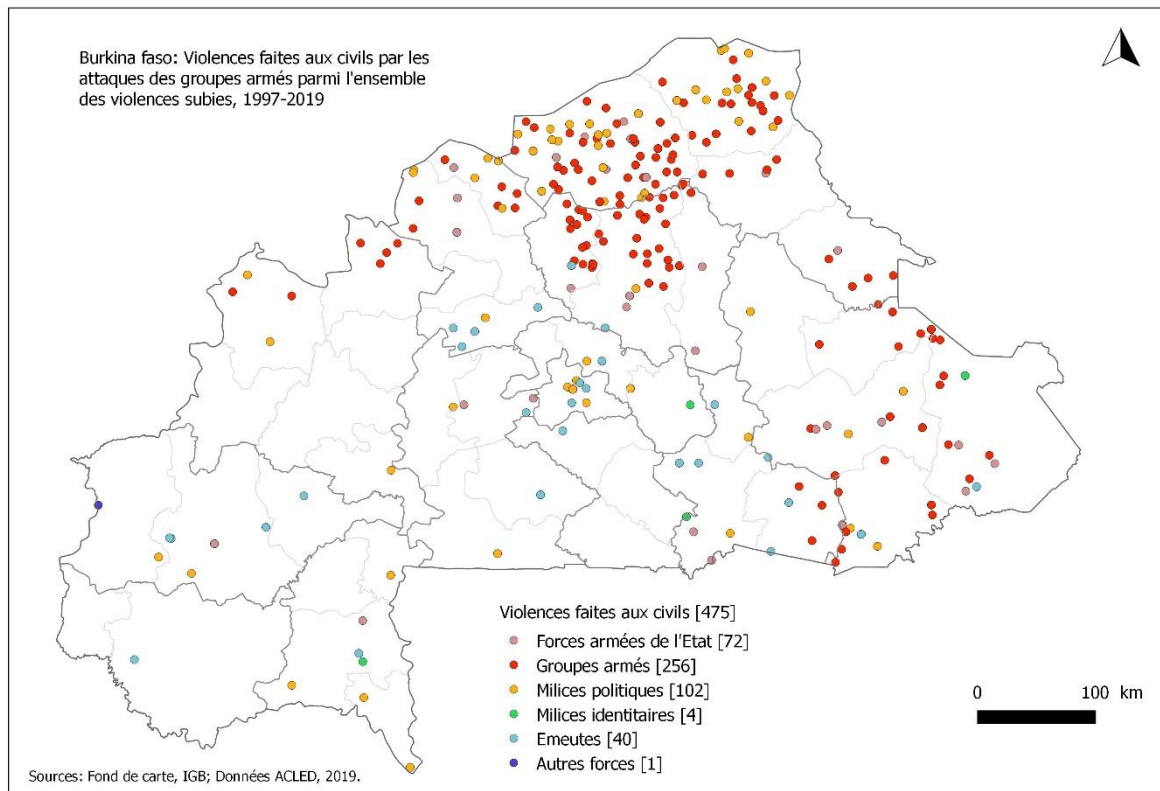 Burkina faso: Violences faites aux civils par les
attaques des groupes armés parmi l'ensemble
des violences subies, 1997-2019
Violences faites aux civils [475]
Forces armées de l'Etat [72]
Groupes armés [256]
Milices politiques [102]
Milices identitaires [4]
Emeutes [40]
Autres forces [1]
0 100 km
Sources: Fond de carte, IGB; Données ACLED, 2019.